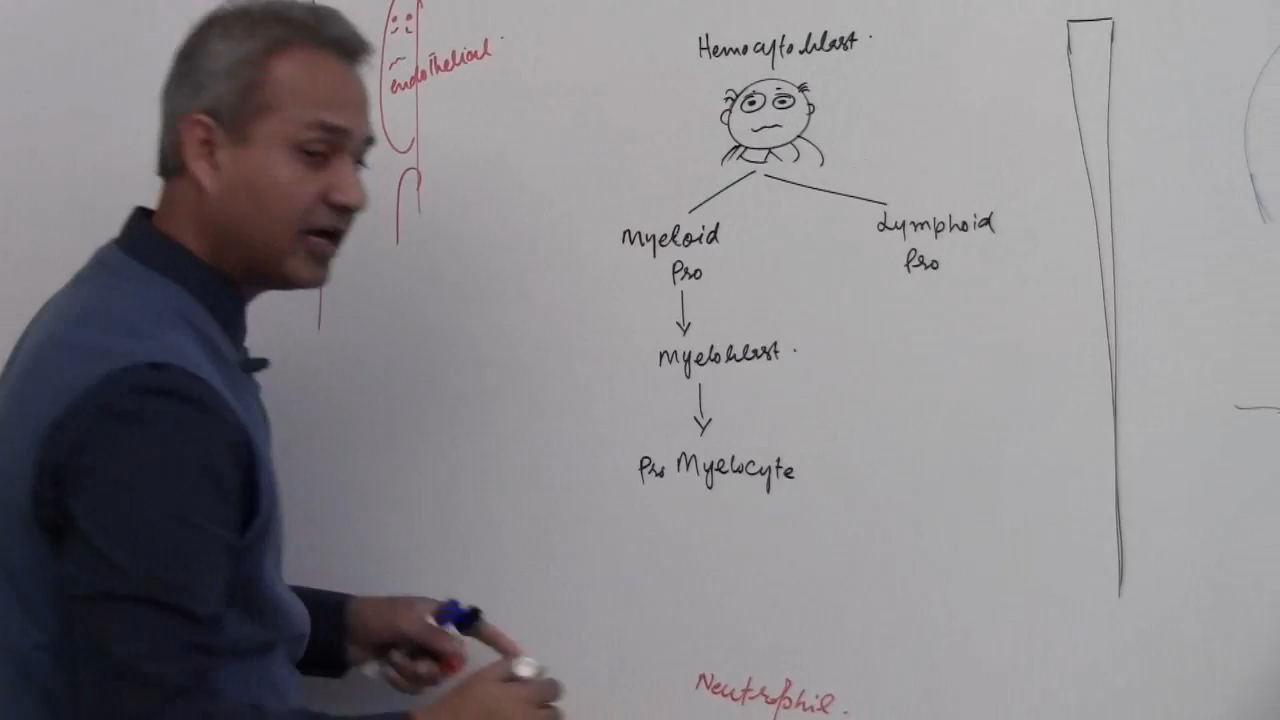 endothelial
Hemocytoblast.
Myeloid
Pro
Lymphoid
Pro
Myeloblast.
Pro Myelocyte
Neutrophil.